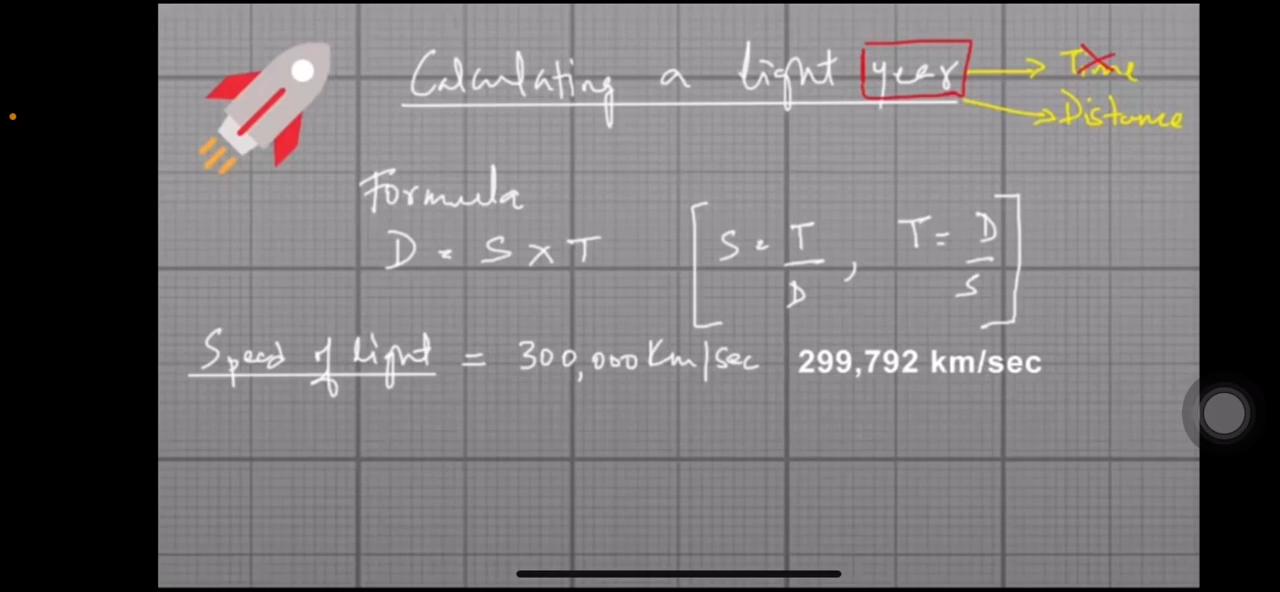 Calculating a light year → Time
→ Distance
Formula
D = S × T [ S = T/D , T = D/S ]
Speed of light = 300,000 Km/sec 299,792 km/sec